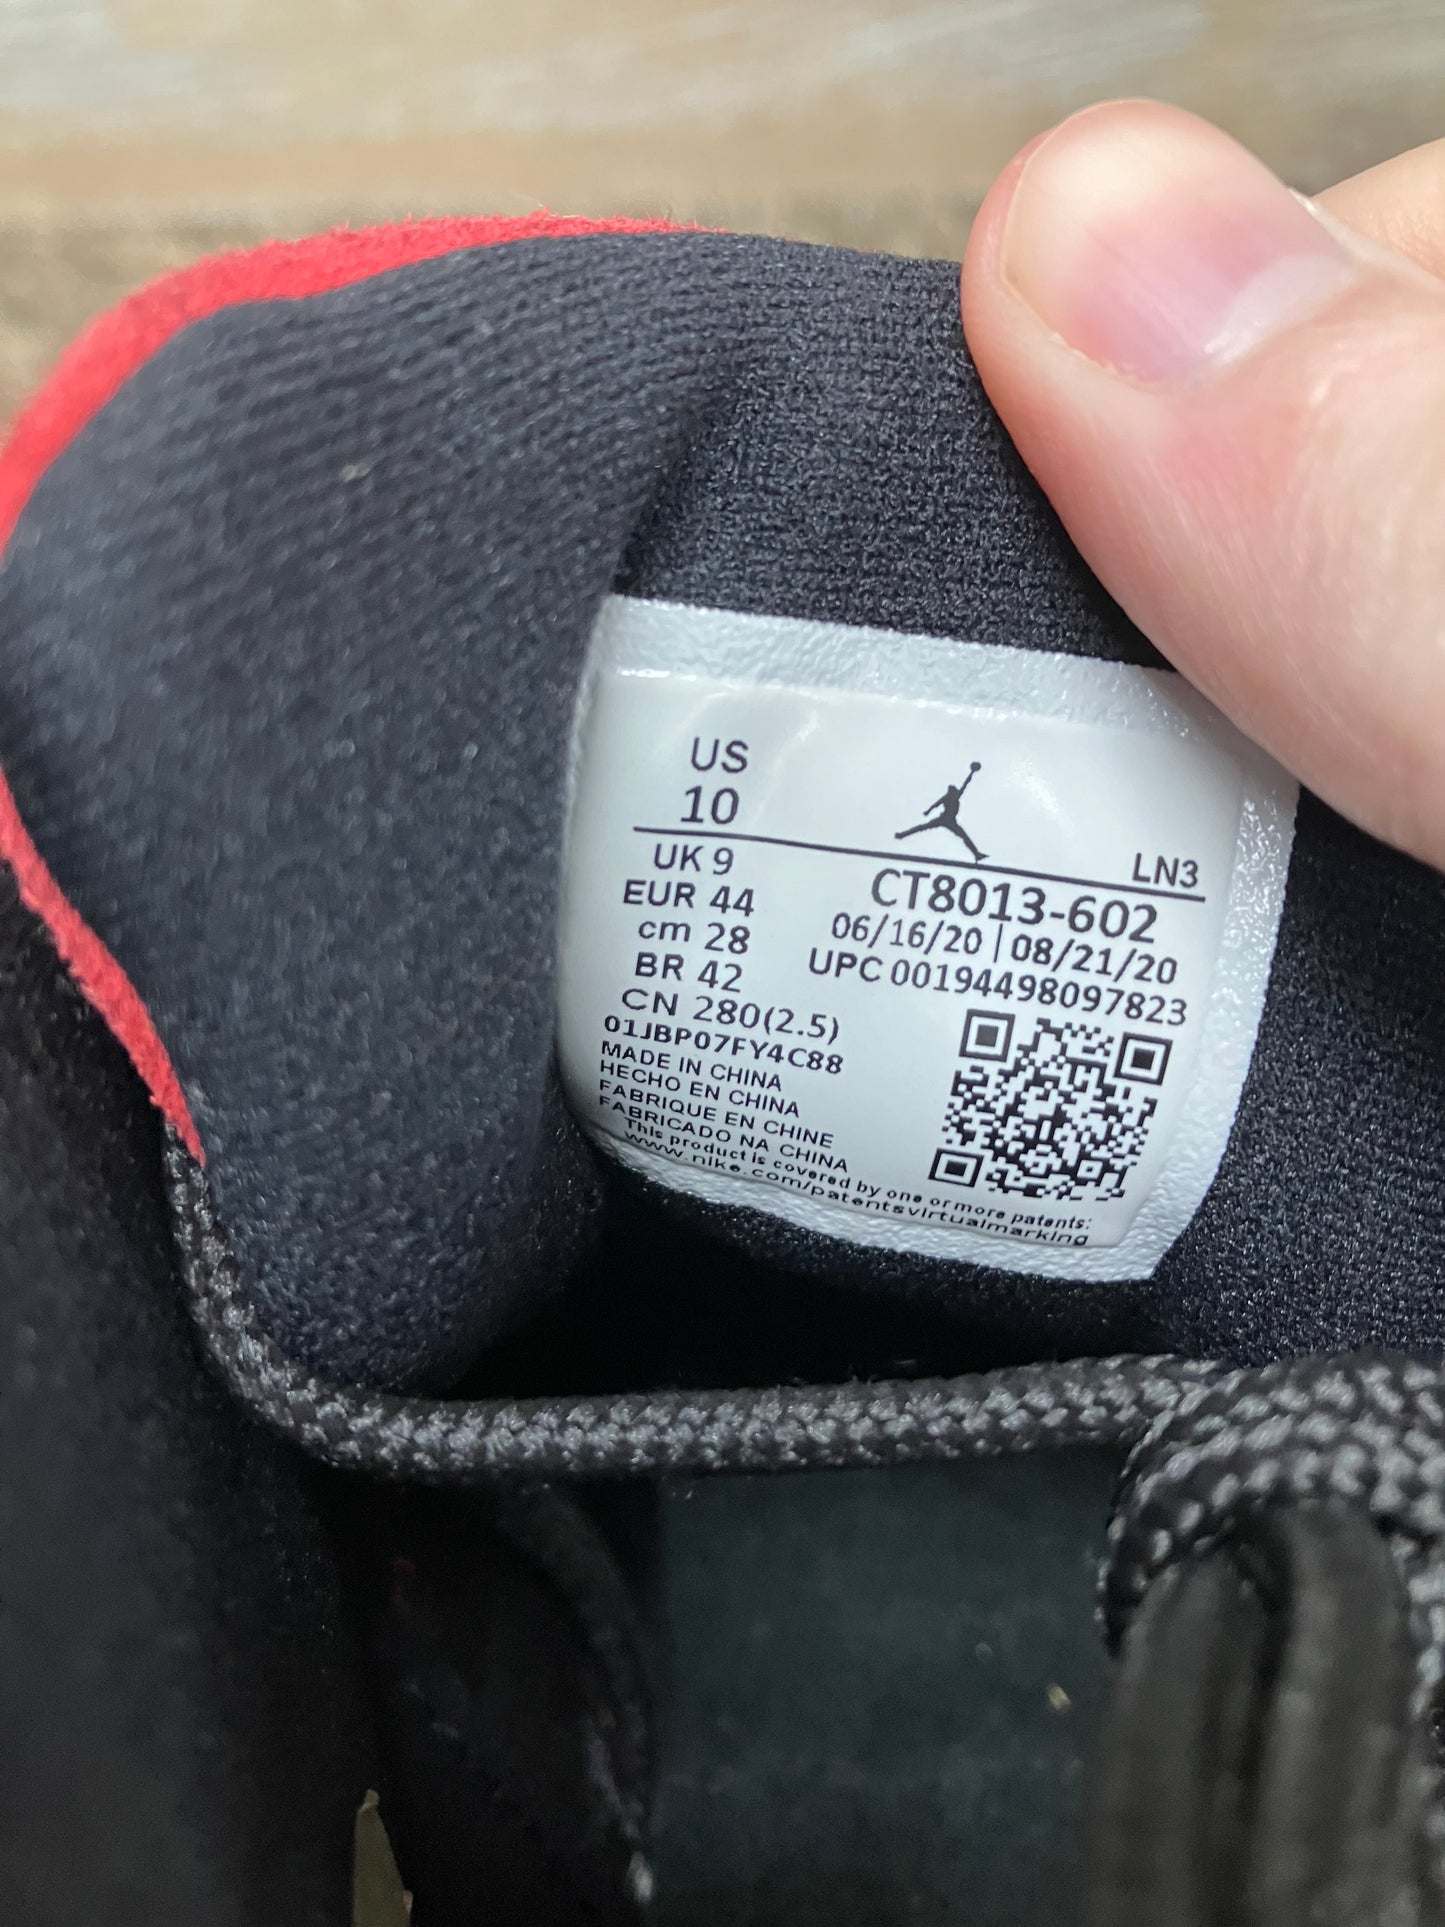 US
10
LN3
UK 9
EUR 44
cm 28
BR 42
CN 280(2.5)
CT8013-602
06/16/20 | 08/21/20
UPC 00194498097823
01JBP07FY4C88
MADE IN CHINA
HECHO EN CHINA
FABRIQUE EN CHINE
FABRICADO NA CHINA
This product is covered by one or more patents:
www.nike.com/patentsvirtualmarking